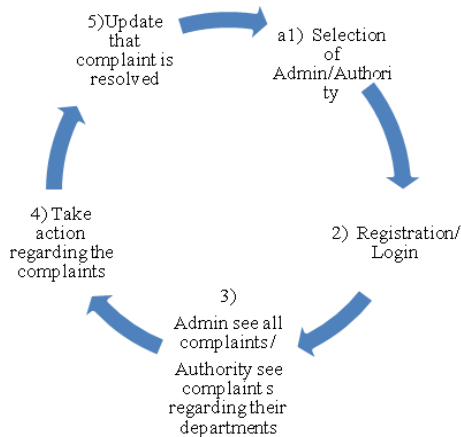 a1) Selection
of
Admin/Authori
ty
2) Registration/
Login
3)
Admin see all
complaints/
Authority see
complaint s
regarding their
departments
4) Take
action
regarding the
complaints
5)Update
that
complaint is
resolved